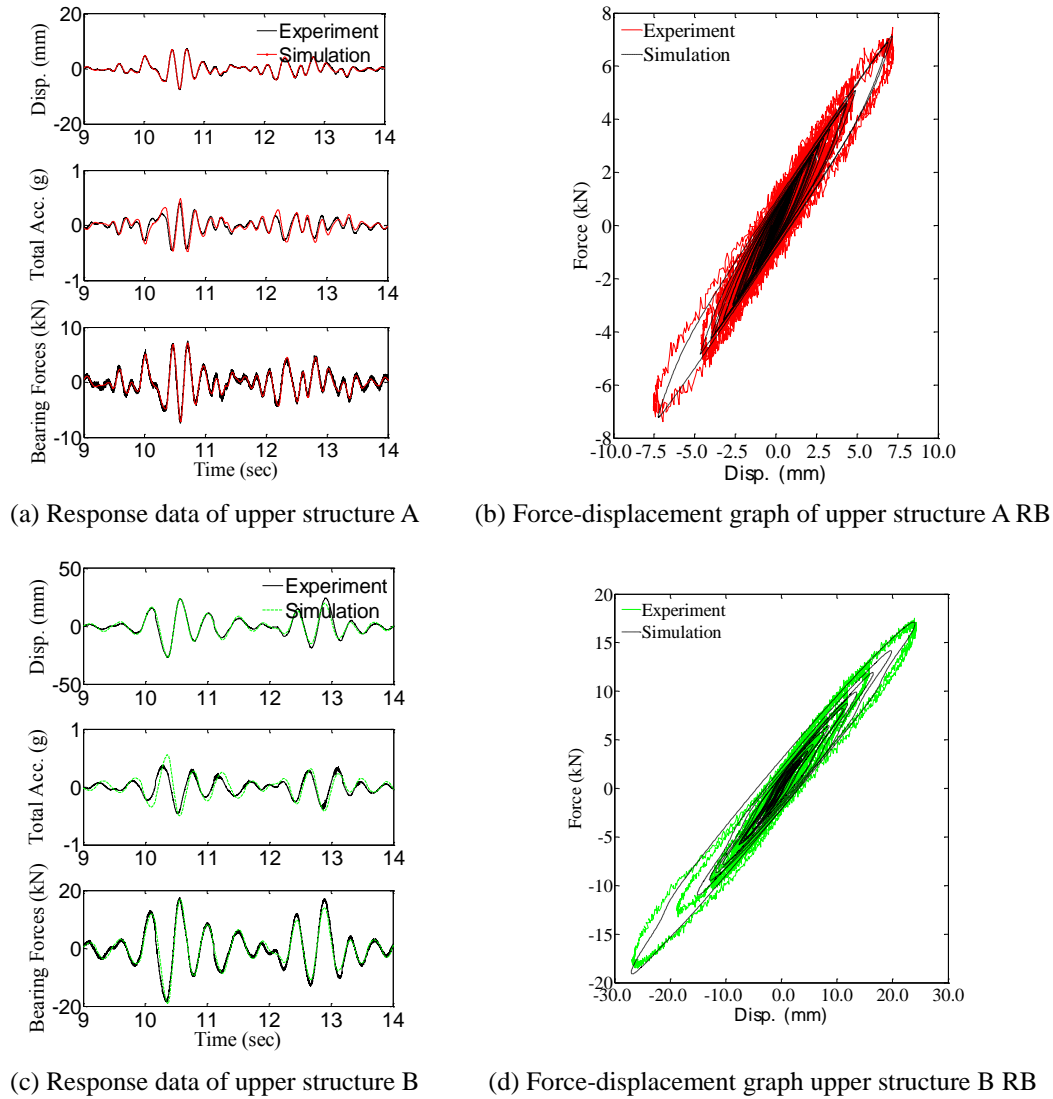 20
0
-20
Disp. (mm)
Experiment
Simulation
9 10 11 12 13 14
1
0
-1
Total Acc. (g)
9 10 11 12 13 14
10
0
-10
Bearing Forces (kN)
9 10 11 12 13 14
Time (sec)
8
6
4
2
0
-2
-4
-6
-8
Force (kN)
Experiment
Simulation
-10.0 -7.5 -5.0 -2.5 0.0 2.5 5.0 7.5 10.0
Disp. (mm)
(a) Response data of upper structure A
(b) Force-displacement graph of upper structure A RB
50
0
-50
Disp. (mm)
Experiment
Simulation
9 10 11 12 13 14
1
0
-1
Total Acc. (g)
9 10 11 12 13 14
20
0
-20
Bearing Forces (kN)
9 10 11 12 13 14
Time (sec)
20
15
10
5
0
-5
-10
-15
-20
Force (kN)
Experiment
Simulation
-30.0 -20.0 -10.0 0.0 10.0 20.0 30.0
Disp. (mm)
(c) Response data of upper structure B
(d) Force-displacement graph upper structure B RB